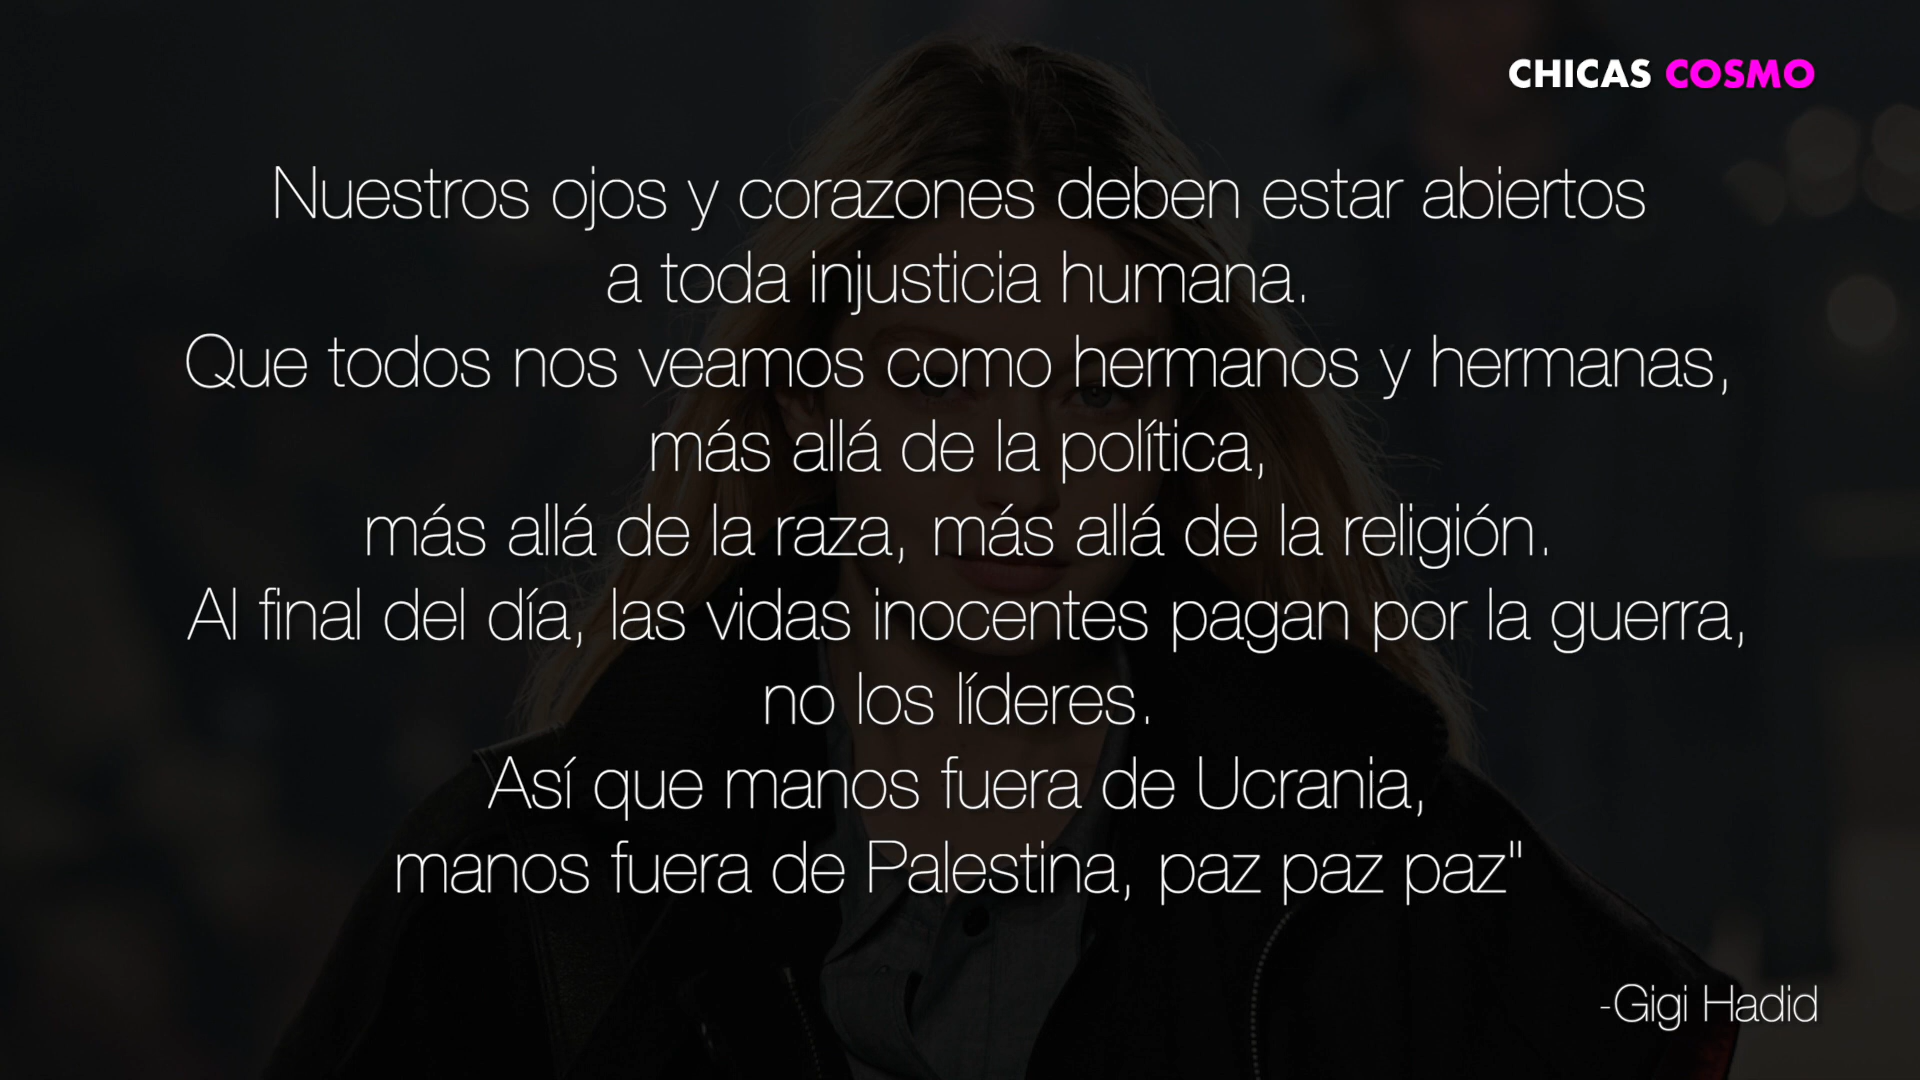 CHICAS COSMO
Nuestros ojos y corazones deben estar abiertos
a toda injusticia humana.
Que todos nos veamos como hermanos y hermanas,
más allá de la política,
más allá de la raza, más allá de la religión.
Al final del día, las vidas inocentes pagan por la guerra,
no los líderes.
Así que manos fuera de Ucrania,
manos fuera de Palestina, paz paz paz"
-Gigi Hadid